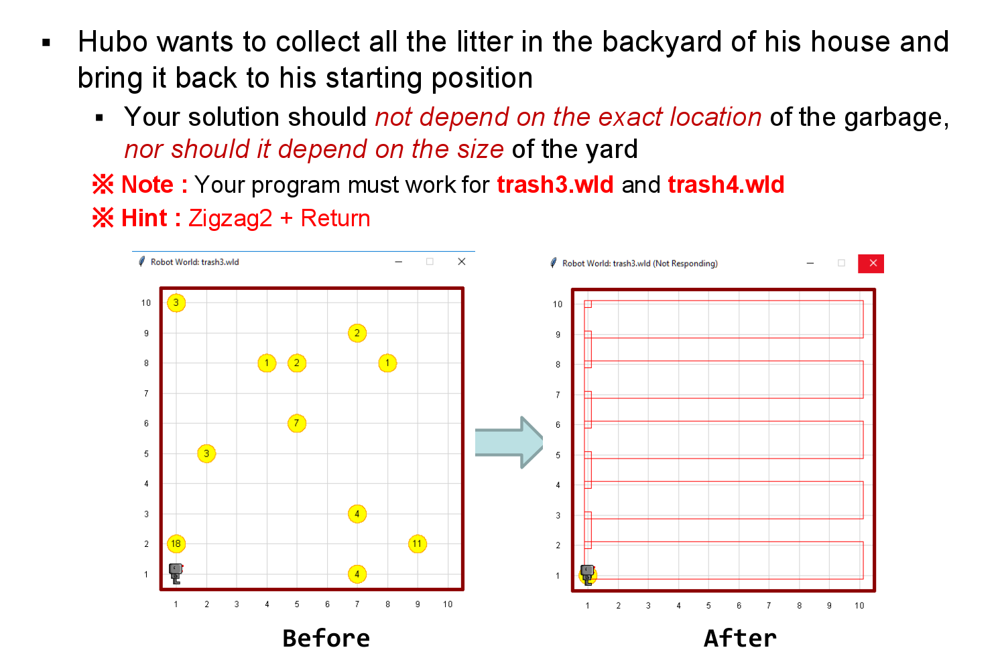 ▪ Hubo wants to collect all the litter in the backyard of his house and
bring it back to his starting position
▪ Your solution should not depend on the exact location of the garbage,
nor should it depend on the size of the yard
※ Note : Your program must work for trash3.wld and trash4.wld
※ Hint : Zigzag2 + Return
Robot World: trash3.wld
10
9
8
7
6
5
4
3
2
1
3
2
1 2 1
7
3
4
18 11
4
1 2 3 4 5 6 7 8 9 10
Before
Robot World: trash3.wld (Not Responding)
10
9
8
7
6
5
4
3
2
1
1 2 3 4 5 6 7 8 9 10
After